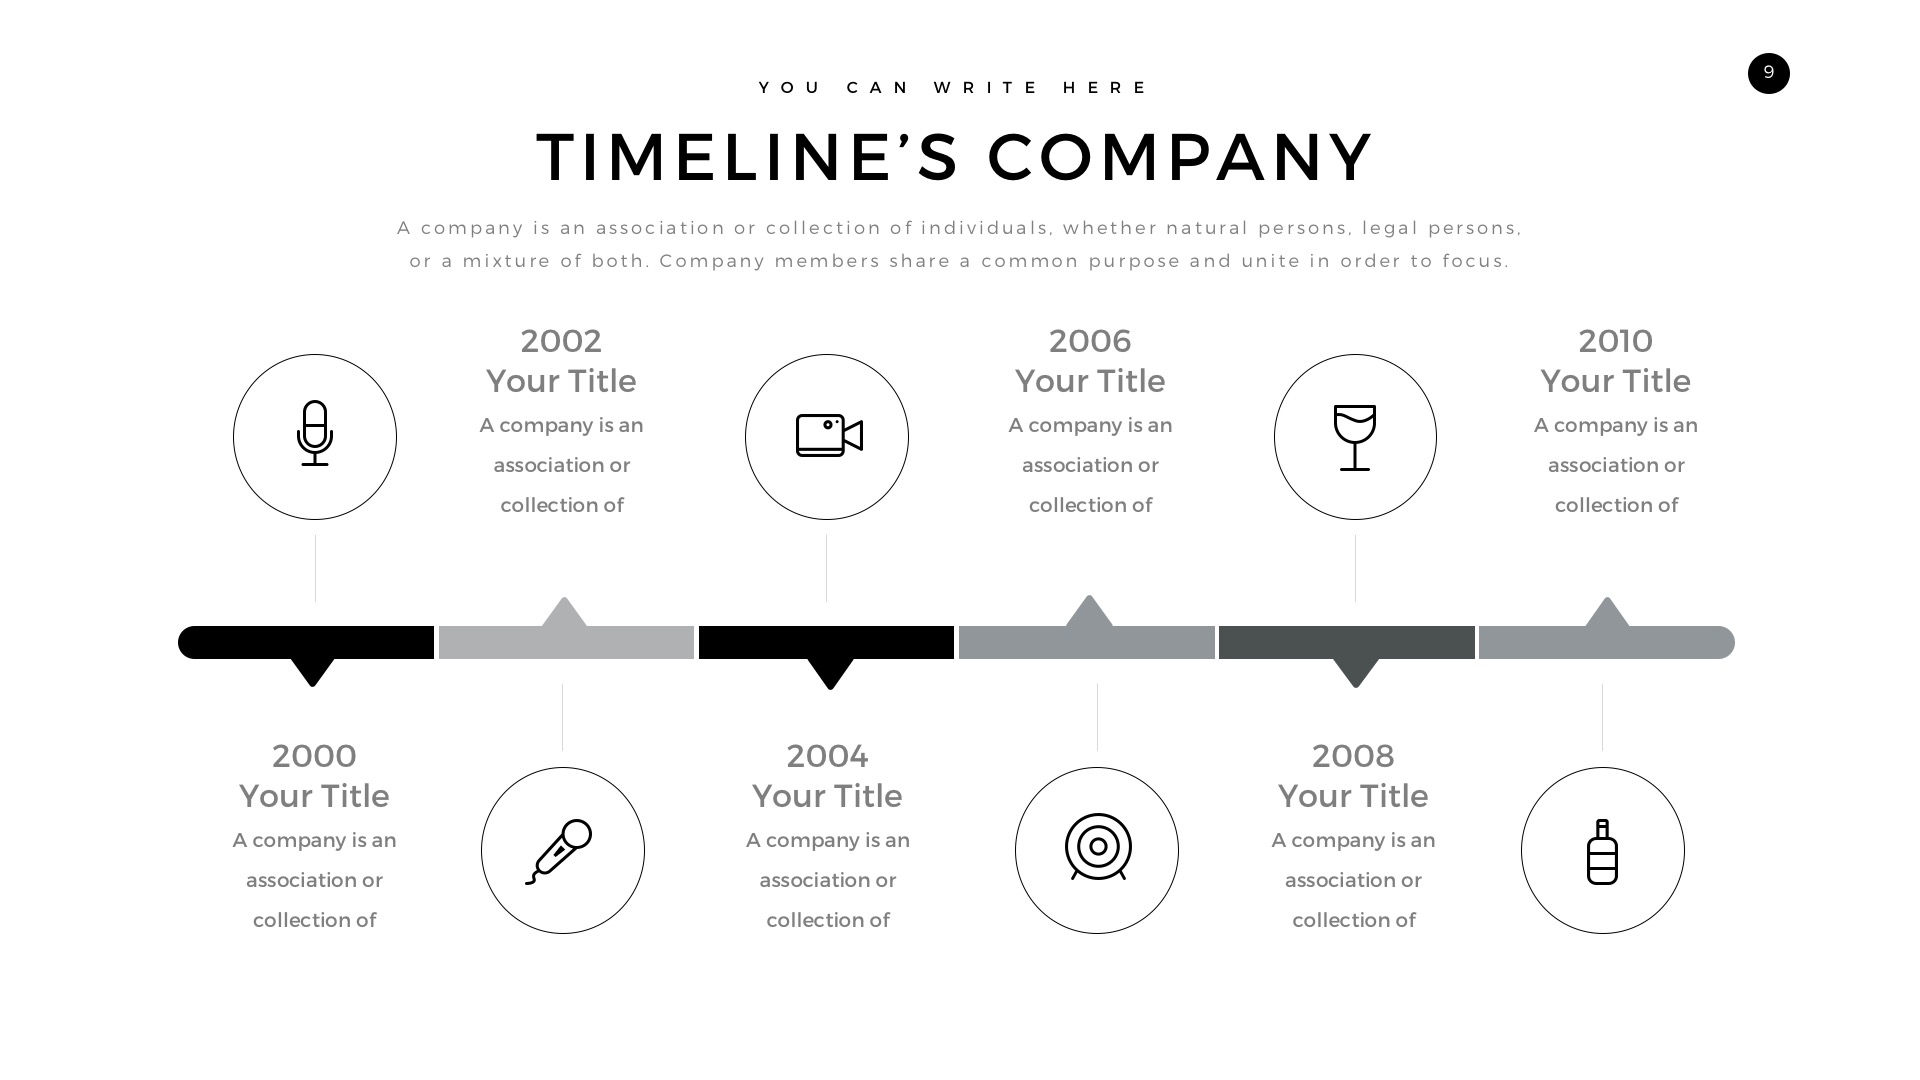 9
YOU CAN WRITE HERE
TIMELINE’S COMPANY
A company is an association or collection of individuals, whether natural persons, legal persons,
or a mixture of both. Company members share a common purpose and unite in order to focus.
2002
Your Title
A company is an
association or
collection of
2006
Your Title
A company is an
association or
collection of
2010
Your Title
A company is an
association or
collection of
2000
Your Title
A company is an
association or
collection of
2004
Your Title
A company is an
association or
collection of
2008
Your Title
A company is an
association or
collection of